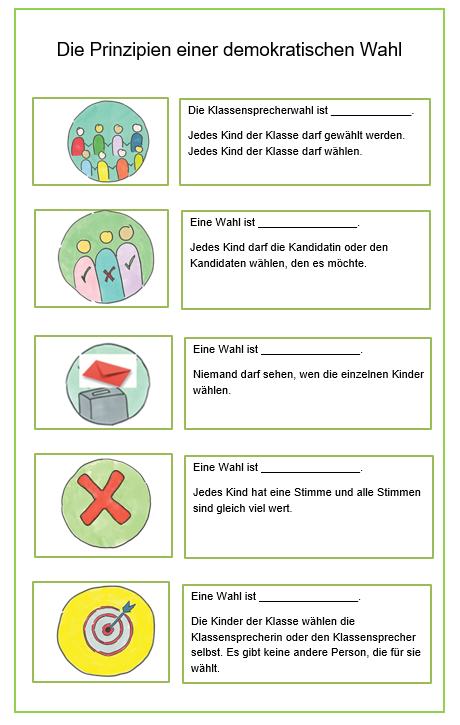 Die Prinzipien einer demokratischen Wahl
Die Klassensprecherwahl ist _____________.
Jedes Kind der Klasse darf gewählt werden.
Jedes Kind der Klasse darf wählen.
Eine Wahl ist ________________.
Jedes Kind darf die Kandidatin oder den
Kandidaten wählen, den es möchte.
Eine Wahl ist ________________.
Niemand darf sehen, wen die einzelnen Kinder
wählen.
Eine Wahl ist ________________.
Jedes Kind hat eine Stimme und alle Stimmen
sind gleich viel wert.
Eine Wahl ist ________________.
Die Kinder der Klasse wählen die
Klassensprecherin oder den Klassensprecher
selbst. Es gibt keine andere Person, die für sie
wählt.